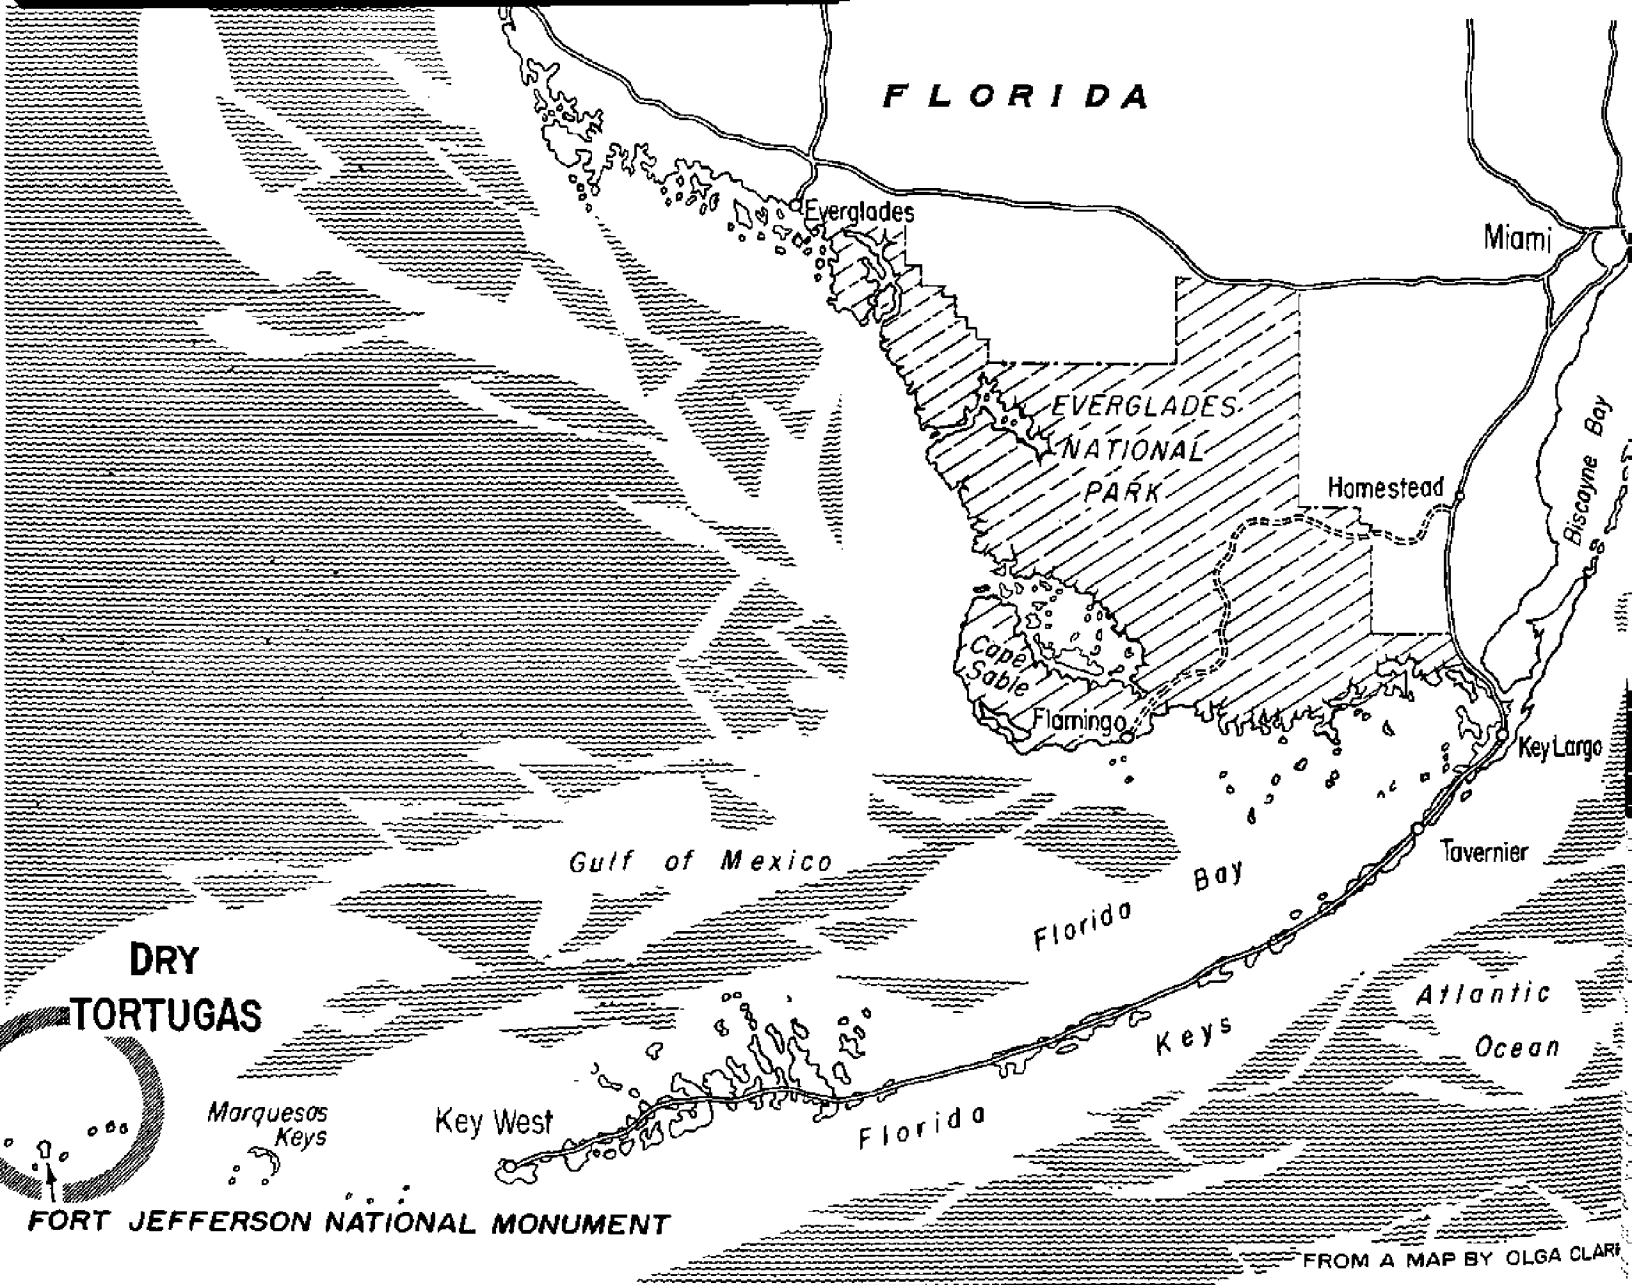 FLORIDA
Everglades
Miami
EVERGLADES
NATIONAL
PARK
Homestead
Biscayne Bay
Cape
Sable
Flamingo
Key Largo
Tavernier
Gulf of Mexico
Florida Bay
DRY
TORTUGAS
Atlantic
Ocean
Marquesas
Keys
Key West
Florida Keys
FORT JEFFERSON NATIONAL MONUMENT
FROM A MAP BY OLGA